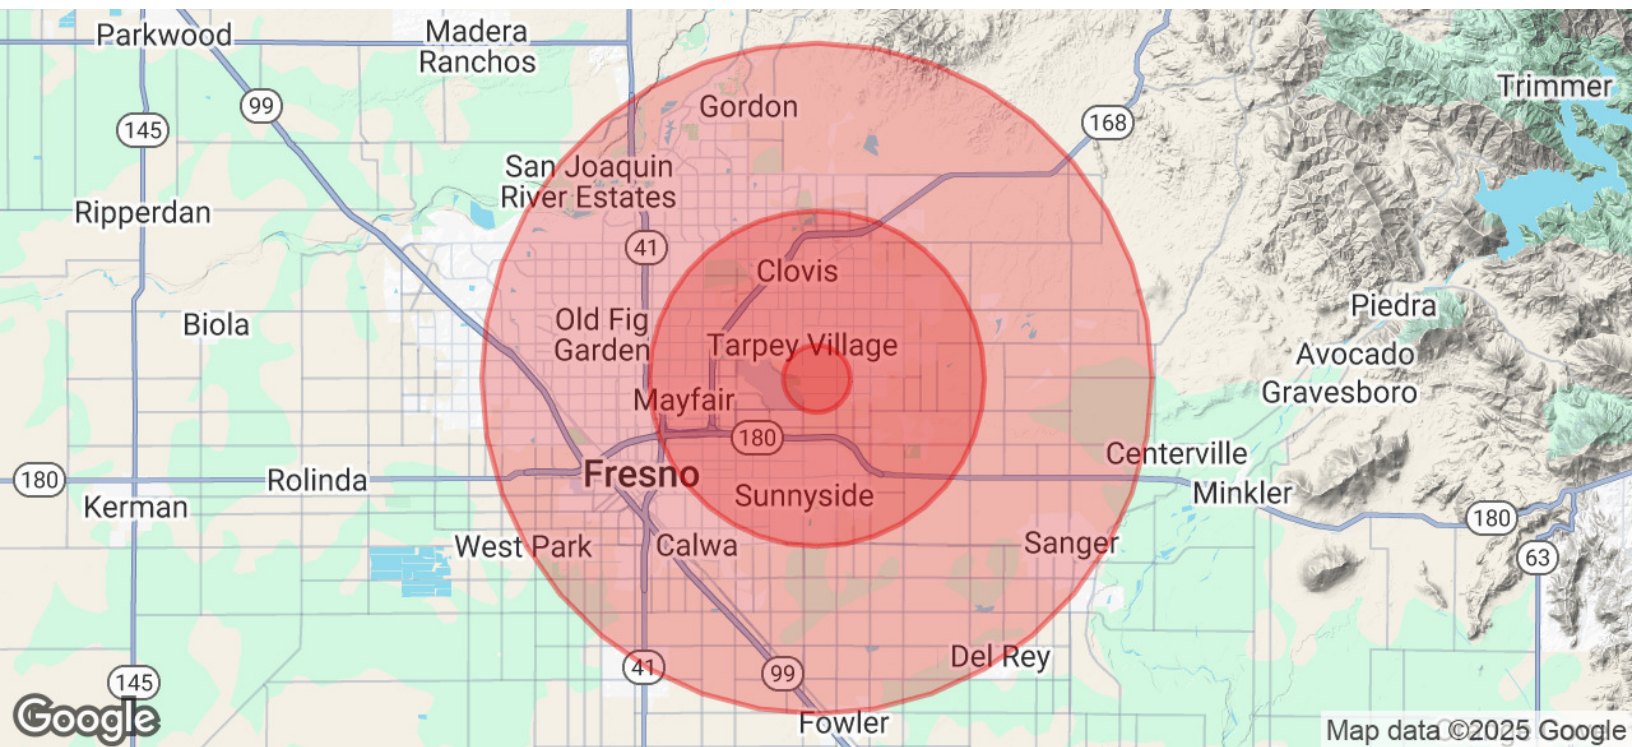 Parkwood
Madera
Ranchos
99
145
Gordon
168
Trimmer
San Joaquin
River Estates
Ripperdan
41
Clovis
Piedra
Old Fig
Garden
Biola
Tarpey Village
Avocado
Gravesboro
Mayfair
180
Centerville
Fresno
180
Rolinda
Minkler
Kerman
Sunnyside
180
West Park
Calwa
Sanger
63
Del Rey
41
99
145
Google
Fowler
Map data ©2025 Google